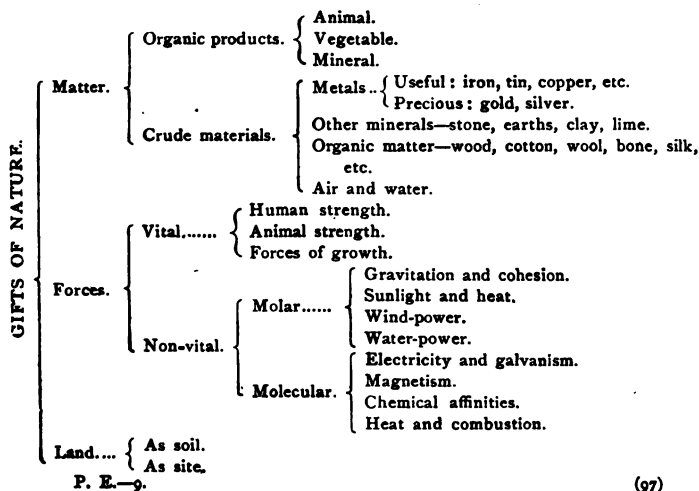 GIFTS OF NATURE.
Matter.
Organic products.
Animal.
Vegetable.
Mineral.
Crude materials.
Metals..
Useful: iron, tin, copper, etc.
Precious: gold, silver.
Other minerals—stone, earths, clay, lime.
Organic matter—wood, cotton, wool, bone, silk,
etc.
Air and water.
Forces.
Vital.......
Human strength.
Animal strength.
Forces of growth.
Non-vital.
Molar......
Gravitation and cohesion.
Sunlight and heat.
Wind-power.
Water-power.
Molecular.
Electricity and galvanism.
Magnetism.
Chemical affinities.
Heat and combustion.
Land....
As soil.
As site.
P. E.—9.
(97)